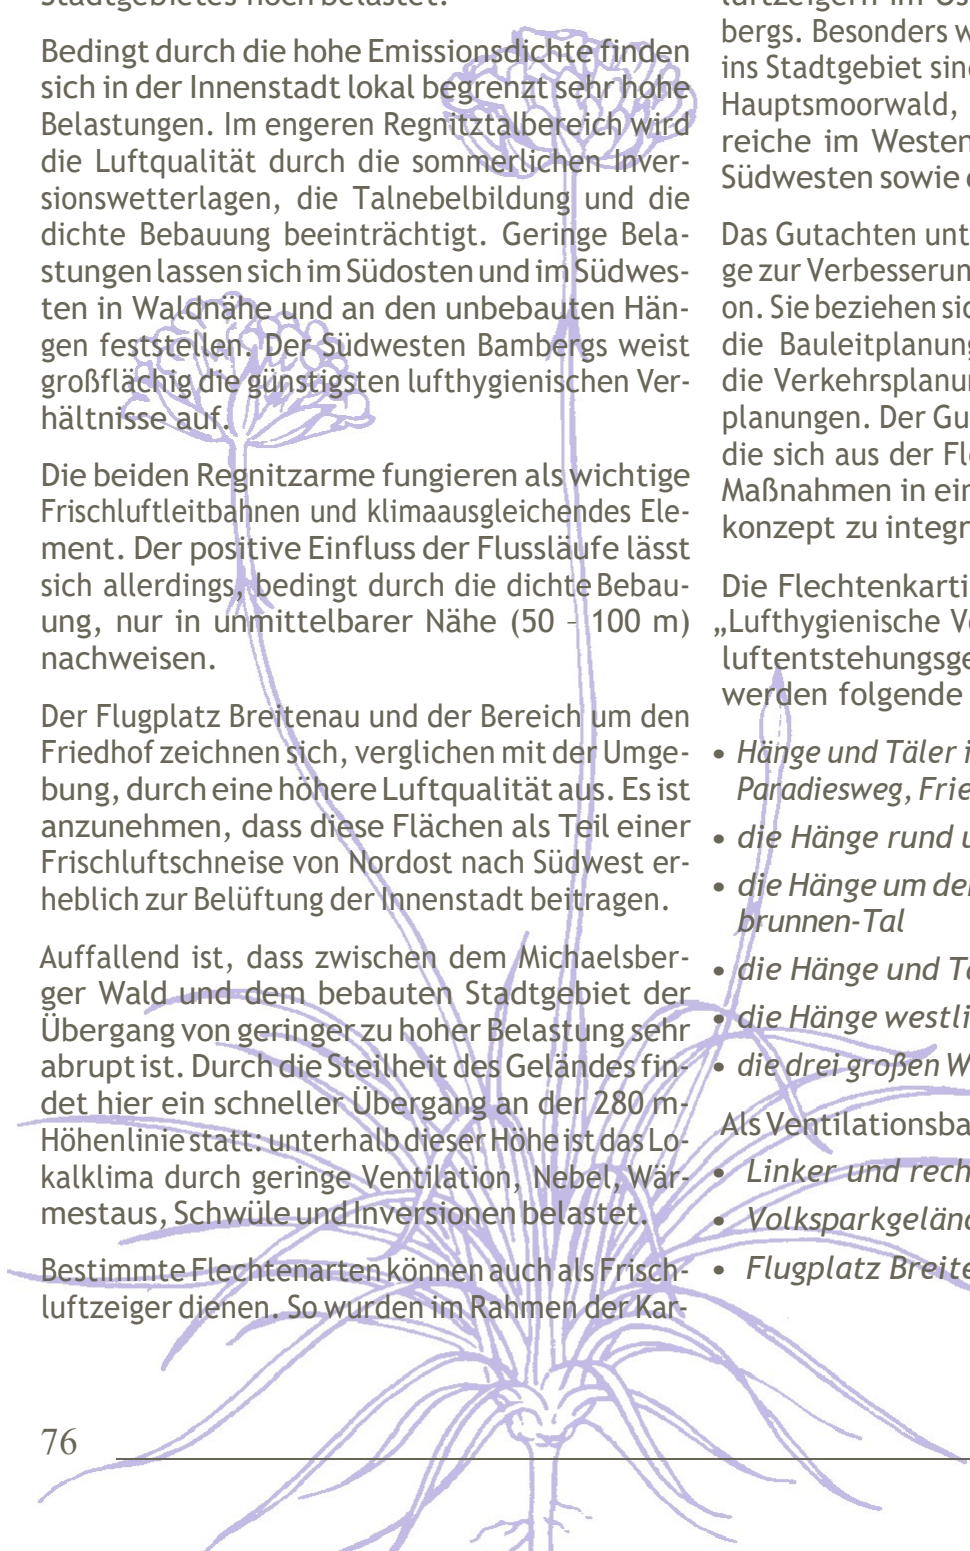 Stadtgebietes noch belastet.
Bedingt durch die hohe Emissionsdichte finden
sich in der Innenstadt lokal begrenzt sehr hohe
Belastungen. Im engeren Regnitztalbereich wird
die Luftqualität durch die sommerlichen Inver-
sionswetterlagen, die Talnebelbildung und die
dichte Bebauung beeinträchtigt. Geringe Bela-
stungen lassen sich im Südosten und im Südwes-
ten in Waldnähe und an den unbebauten Hän-
gen feststellen. Der Südwesten Bambergs weist
großflächig die günstigsten lufthygienischen Ver-
hältnisse auf.
Die beiden Regnitzarme fungieren als wichtige
Frischluftleitbahnen und klimaausgleichendes Ele-
ment. Der positive Einfluss der Flussläufe lässt
sich allerdings, bedingt durch die dichte Bebau-
ung, nur in unmittelbarer Nähe (50 – 100 m)
nachweisen.
Der Flugplatz Breitenau und der Bereich um den
Friedhof zeichnen sich, verglichen mit der Umge-
bung, durch eine höhere Luftqualität aus. Es ist
anzunehmen, dass diese Flächen als Teil einer
Frischluftschneise von Nordost nach Südwest er-
heblich zur Belüftung der Innenstadt beitragen.
Auffallend ist, dass zwischen dem Michaelsber-
ger Wald und dem bebauten Stadtgebiet der
Übergang von geringer zu hoher Belastung sehr
abrupt ist. Durch die Steilheit des Geländes fin-
det hier ein schneller Übergang an der 280 m-
Höhenlinie statt: unterhalb dieser Höhe ist das Lo-
kalklima durch geringe Ventilation, Nebel, Wär-
mestaus, Schwüle und Inversionen belastet.
Bestimmte Flechtenarten können auch als Frisch-
luftzeiger dienen. So wurden im Rahmen der Kar-
luftzeigern im Os
bergs. Besonders w
ins Stadtgebiet sind
Hauptsmoorwald,
reiche im Westen
Südwesten sowie
Das Gutachten unt
ge zur Verbesserun
on. Sie beziehen sic
die Bauleitplanung
die Verkehrsplanu
planungen. Der Gu
die sich aus der Fl
Maßnahmen in ein
konzept zu integr
Die Flechtenkarti
„Lufthygienische V
luftentstehungsge
werden folgende
• Hänge und Täler i
Paradiesweg, Frie
• die Hänge rund u
• die Hänge um de
brunnen-Tal
• die Hänge und T
• die Hänge westli
• die drei großen W
Als Ventilationsba
• Linker und rech
• Volksparkgelän
• Flugplatz Breite
76